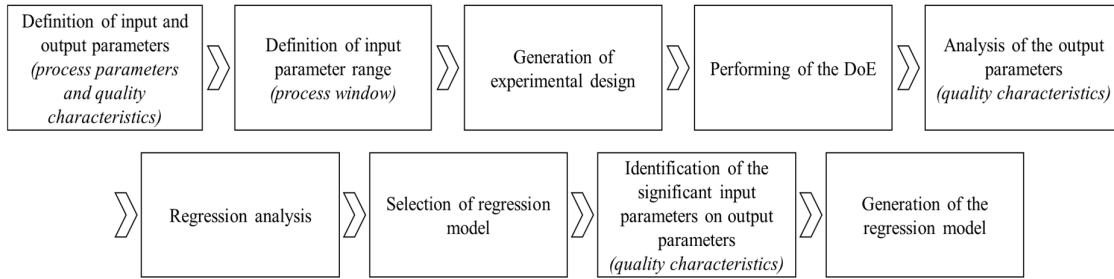 Definition of input and
output parameters
(process parameters
and quality
characteristics)
Definition of input
parameter range
(process window)
Generation of
experimental design
Performing of the DoE
Analysis of the output
parameters
(quality characteristics)
Regression analysis
Selection of regression
model
Identification of the
significant input
parameters on output
parameters
(quality characteristics)
Generation of the
regression model